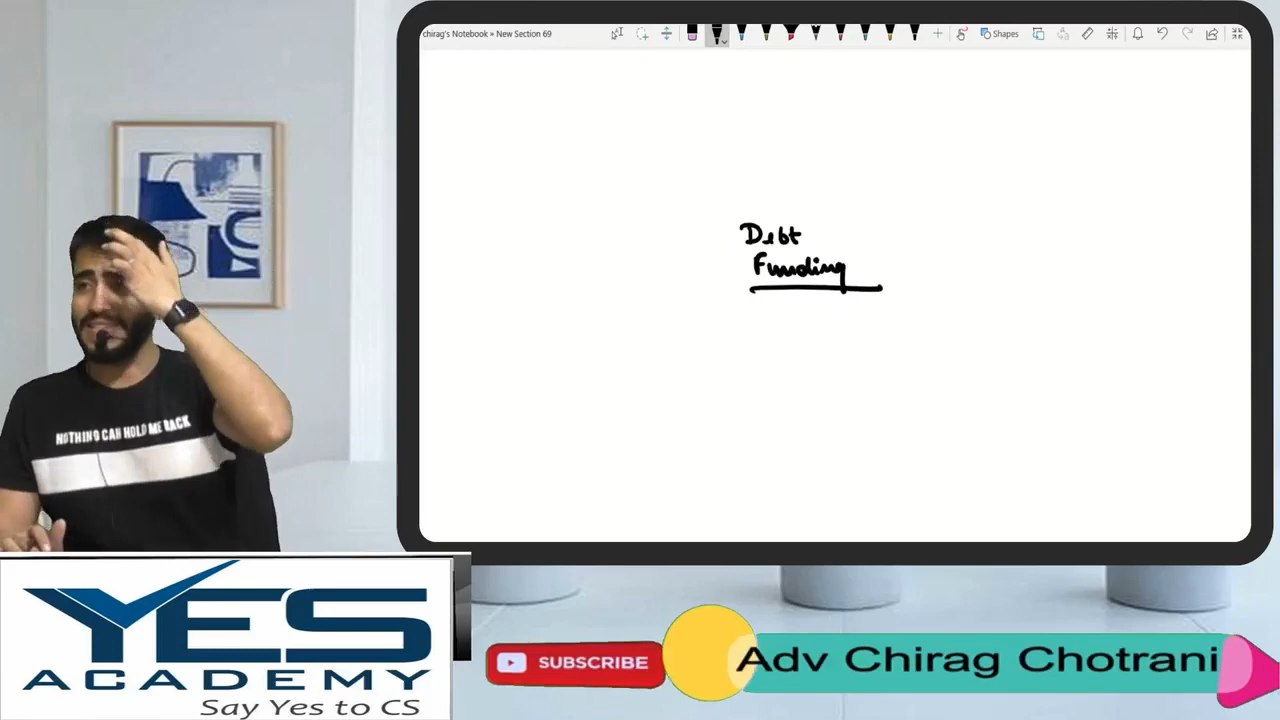 chirag's Notebook » New Section 69
Shapes
Debt
Funding
NOTHING CAN HOLD ME BACK
YES
ACADEMY
Say Yes to CS
SUBSCRIBE
Adv Chirag Chotrani